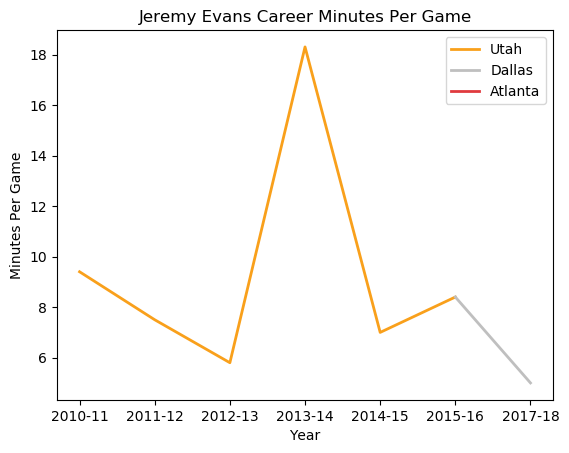 Jeremy Evans Career Minutes Per Game
Utah
Dallas
Atlanta
Minutes Per Game
18
16
14
12
10
8
6
2010-11 2011-12 2012-13 2013-14 2014-15 2015-16 2017-18
Year